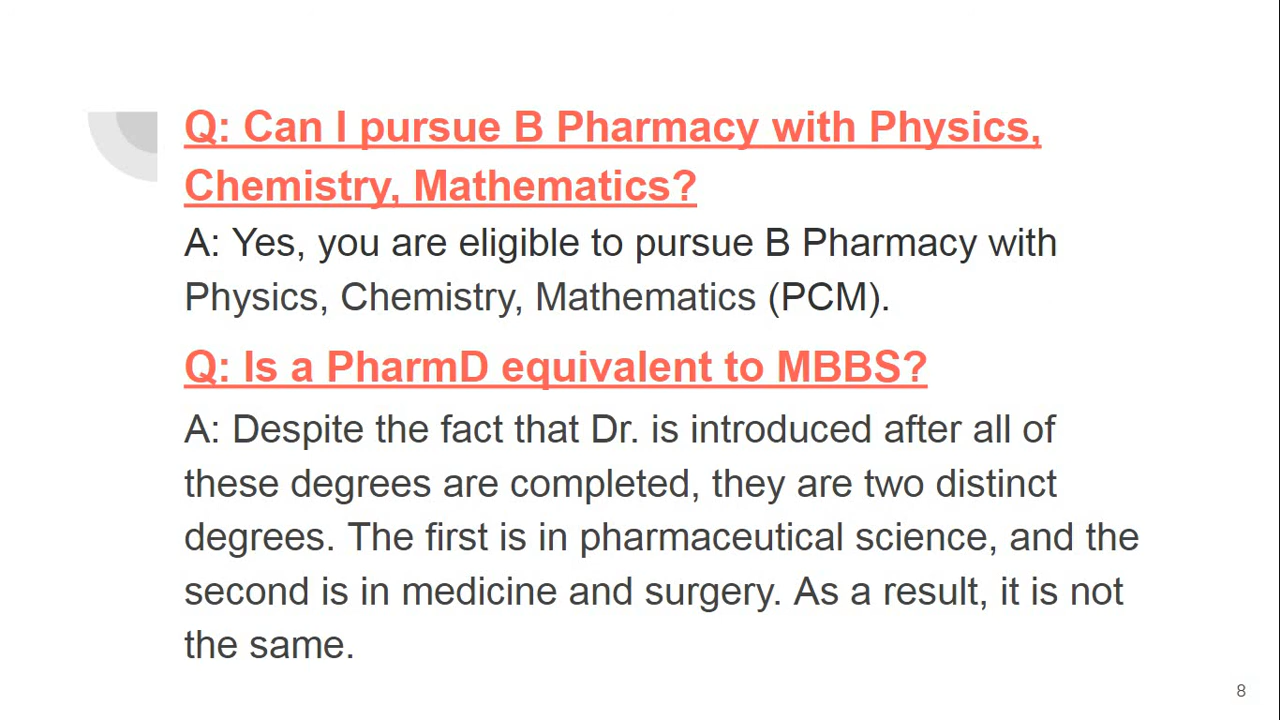 Q: Can I pursue B Pharmacy with Physics,
Chemistry, Mathematics?
A: Yes, you are eligible to pursue B Pharmacy with
Physics, Chemistry, Mathematics (PCM).
Q: Is a PharmD equivalent to MBBS?
A: Despite the fact that Dr. is introduced after all of
these degrees are completed, they are two distinct
degrees. The first is in pharmaceutical science, and the
second is in medicine and surgery. As a result, it is not
the same.
8